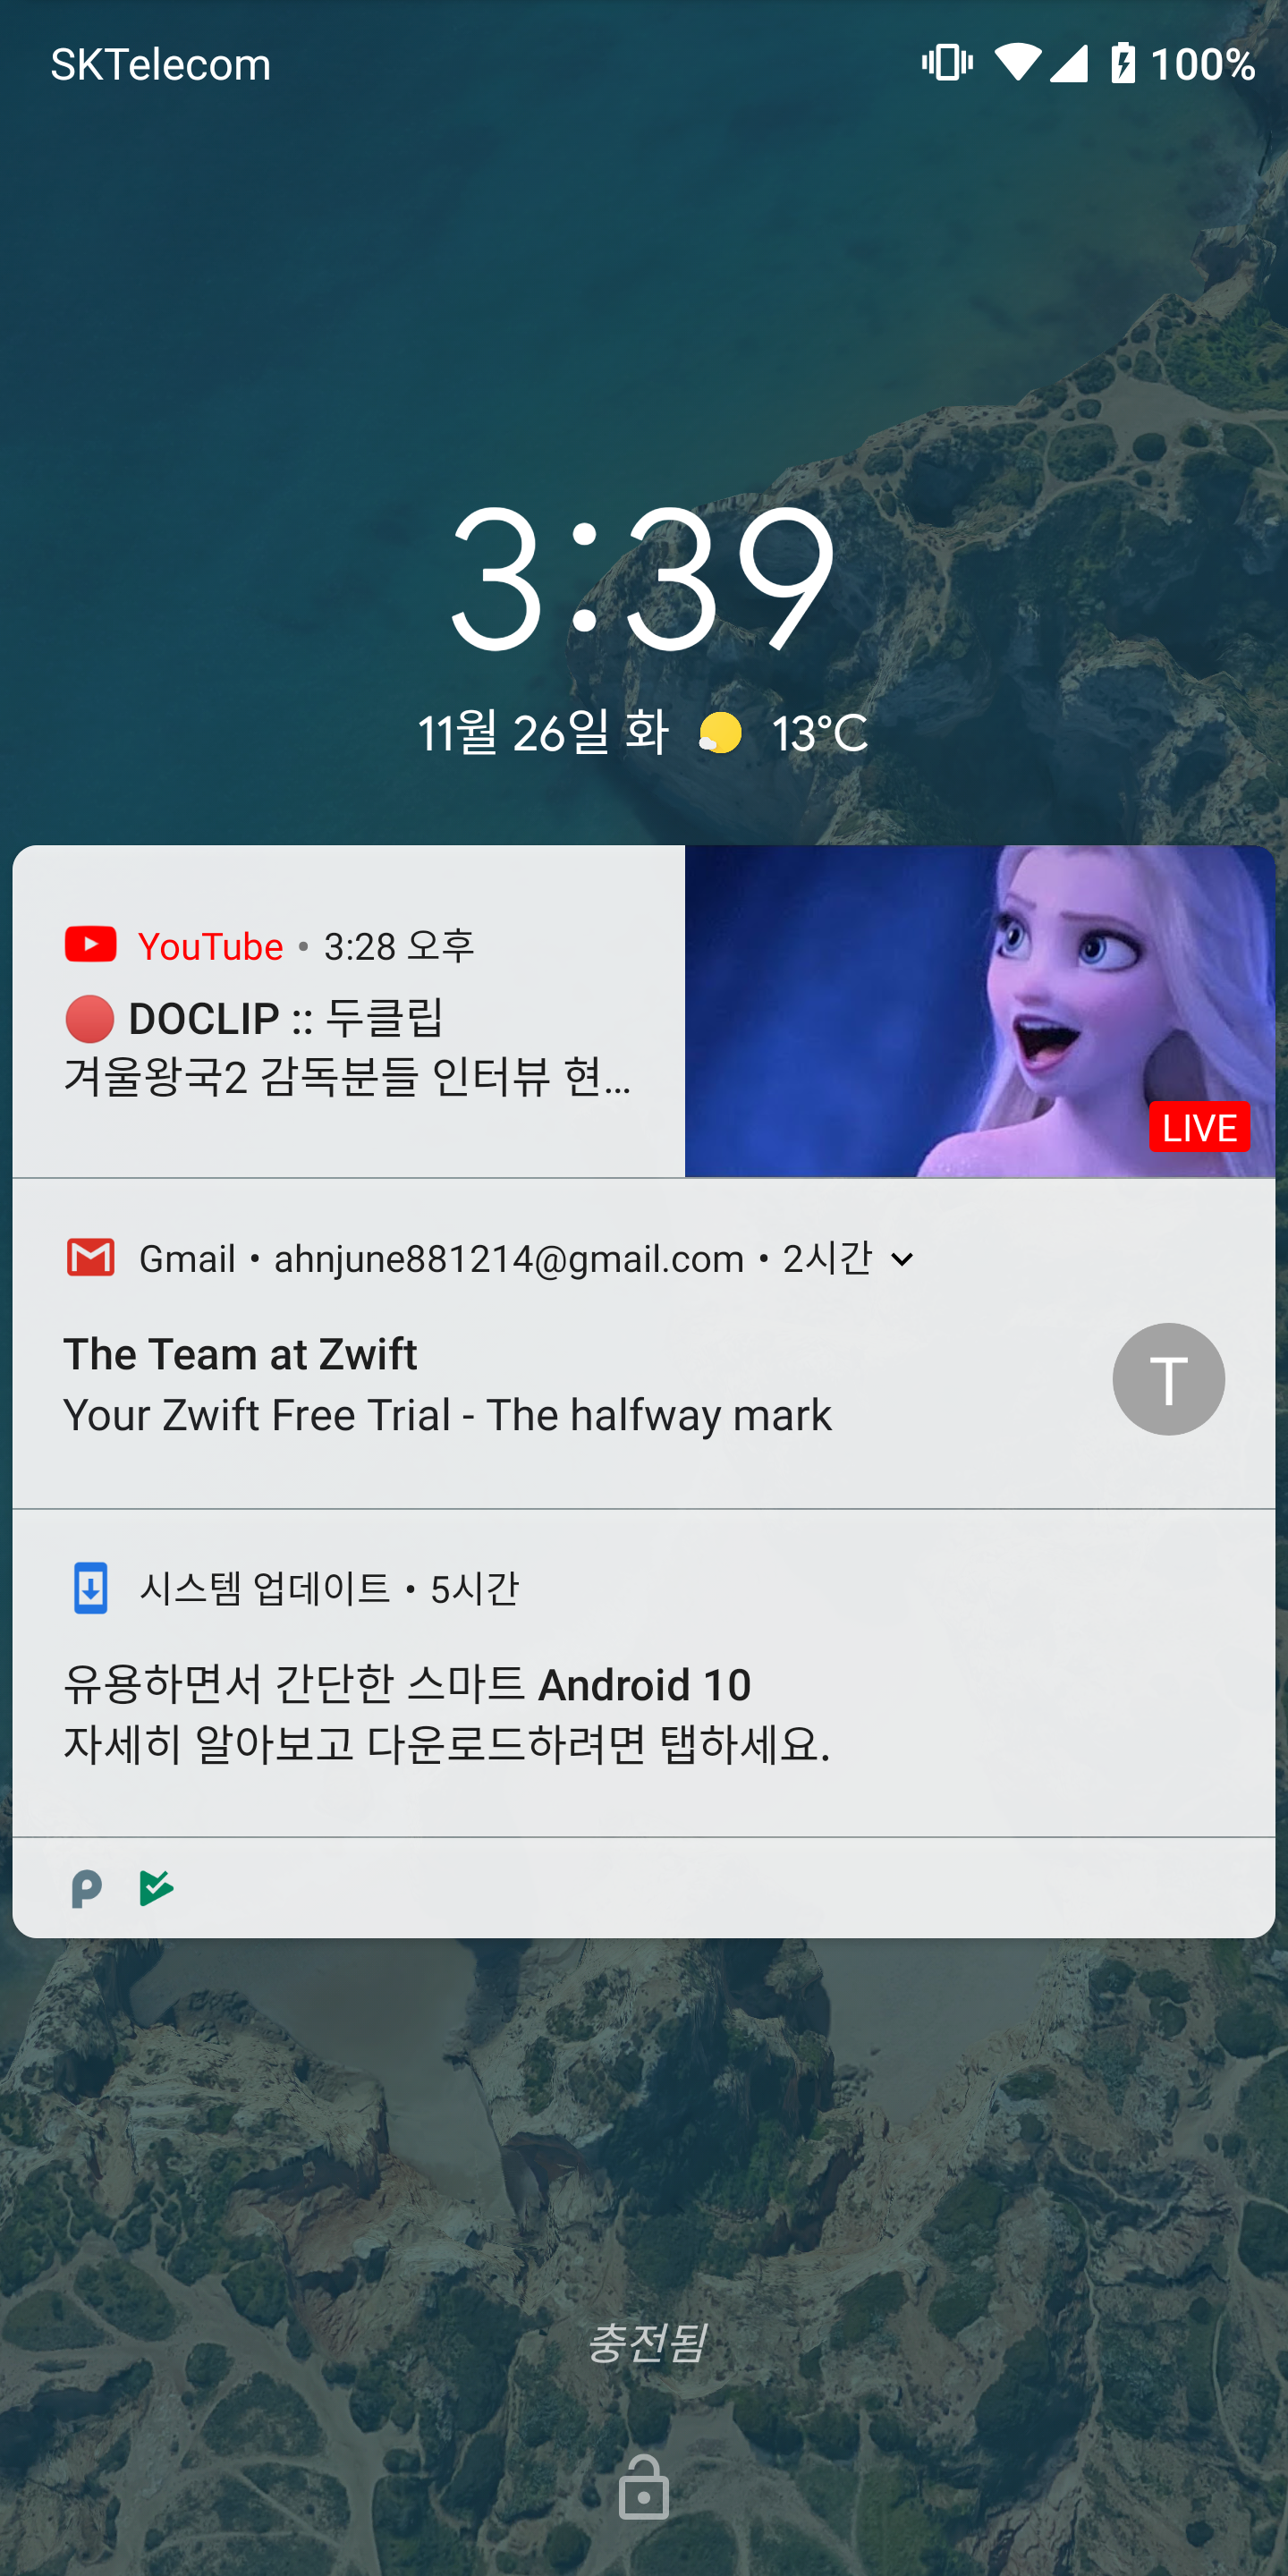 SKTelecom 100%
3:39
11월 26일 화 13°C
YouTube • 3:28 오후
DOCLIP :: 두클립
겨울왕국2 감독분들 인터뷰 현...
LIVE
Gmail • ahnjune881214@gmail.com • 2시간
The Team at Zwift
Your Zwift Free Trial - The halfway mark
T
시스템 업데이트 • 5시간
유용하면서 간단한 스마트 Android 10
자세히 알아보고 다운로드하려면 탭하세요.
충전됨